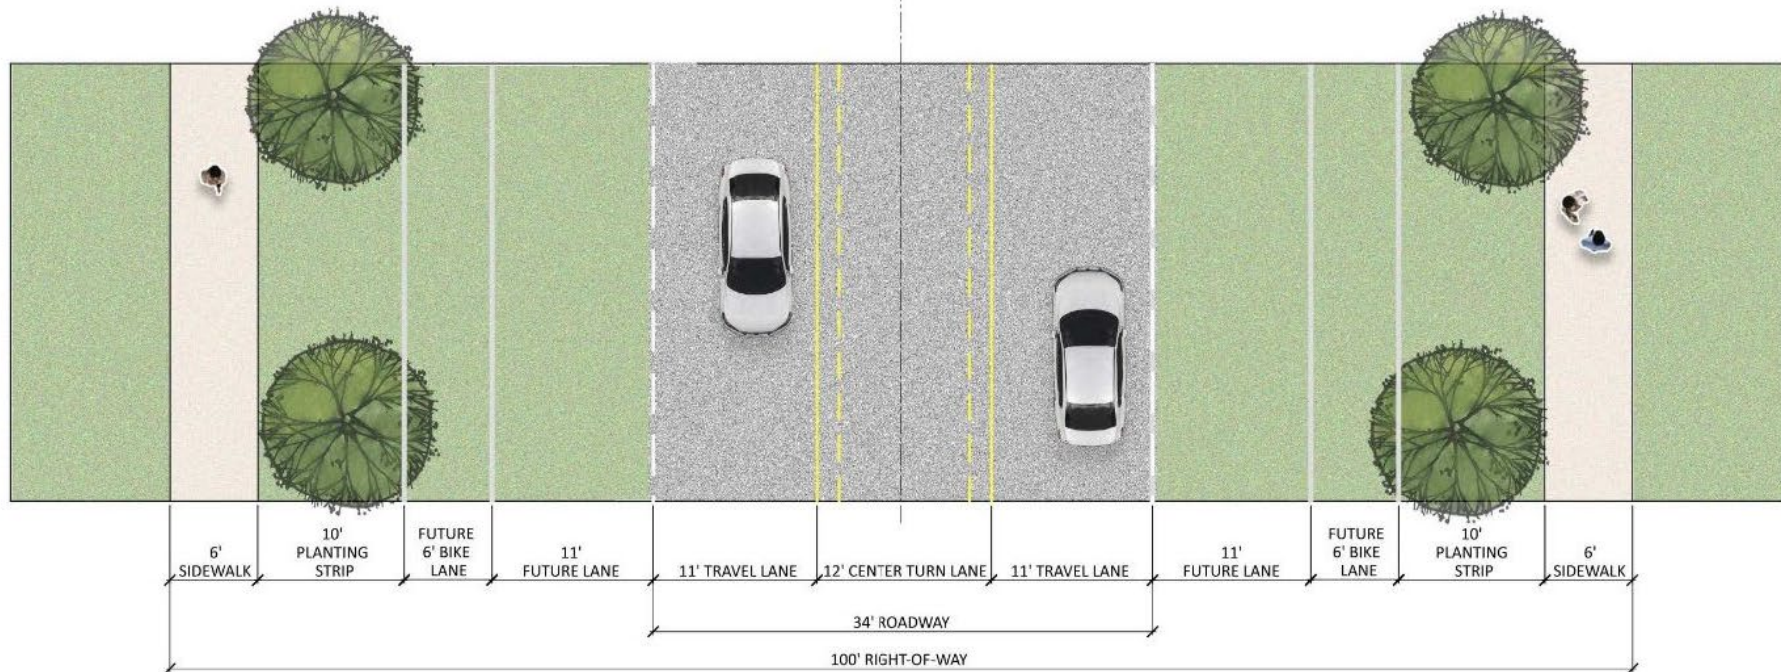 6'
SIDEWALK
10'
PLANTING
STRIP
FUTURE
6' BIKE
LANE
11'
FUTURE LANE
11' TRAVEL LANE
12' CENTER TURN LANE
11' TRAVEL LANE
11'
FUTURE LANE
FUTURE
6' BIKE
LANE
10'
PLANTING
STRIP
6'
SIDEWALK
34' ROADWAY
100' RIGHT-OF-WAY